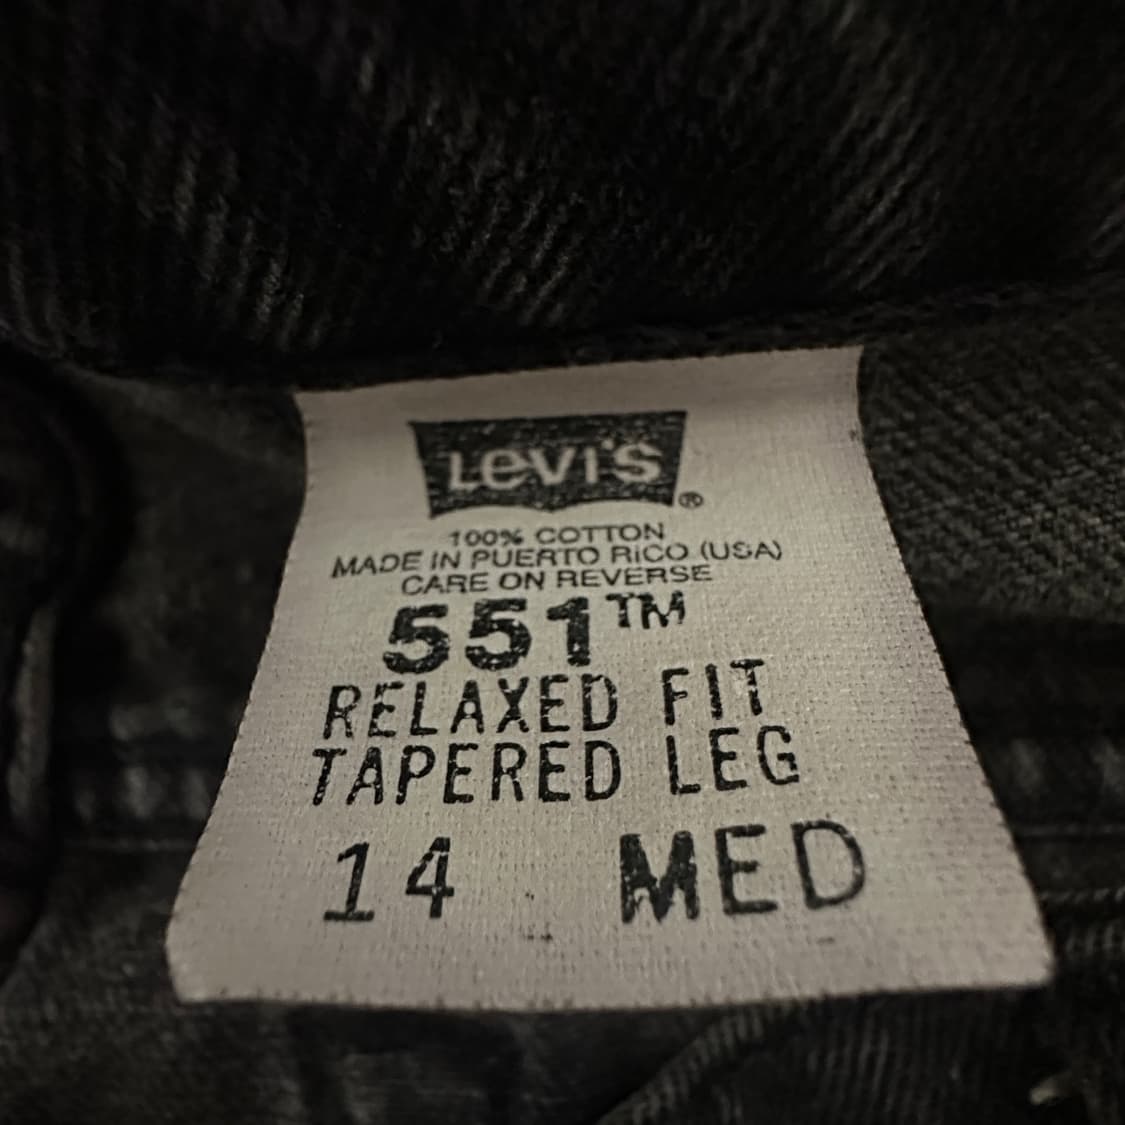 LEVI'S ®
100% COTTON
MADE IN PUERTO RICO (USA)
CARE ON REVERSE
551™
RELAXED FIT
TAPERED LEG
14 MED